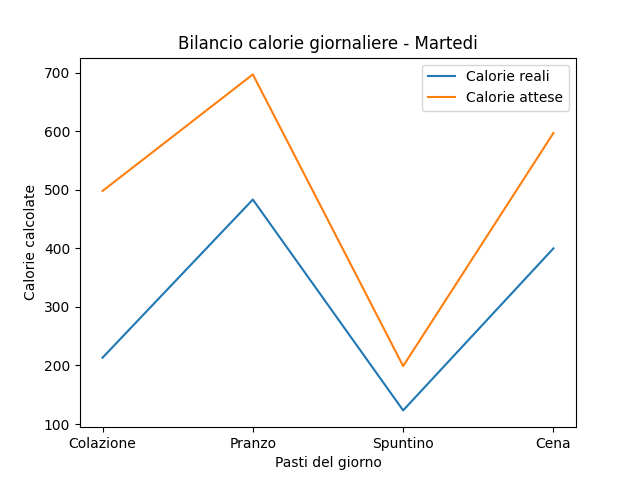 Bilancio calorie giornaliere - Martedi
Calorie reali
Calorie attese
700
600
500
400
300
200
100
Calorie calcolate
Colazione Pranzo Spuntino Cena
Pasti del giorno